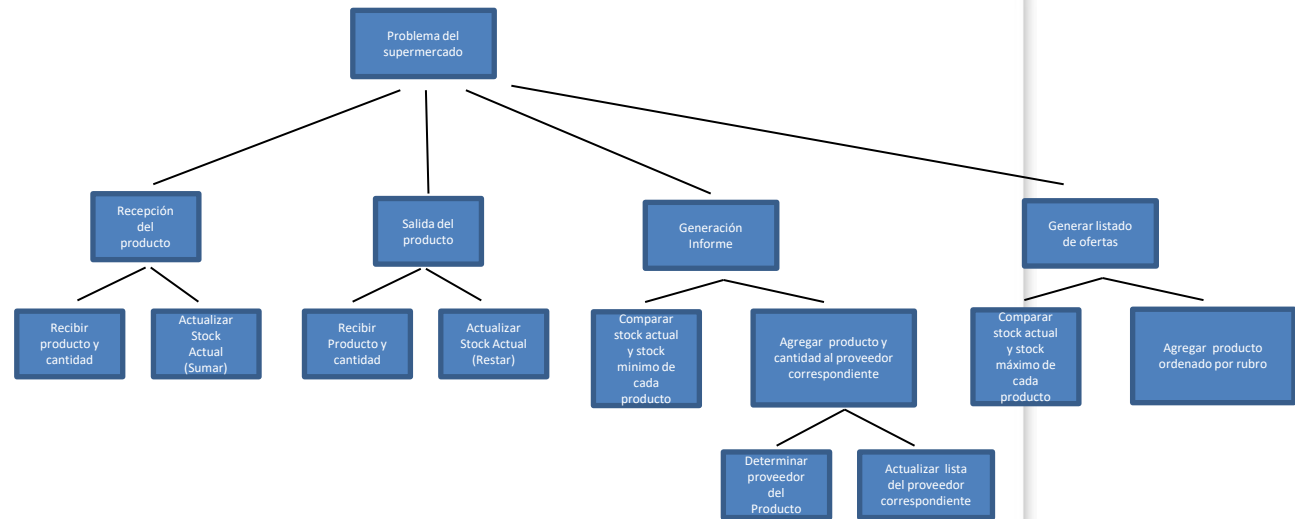 Problema del
supermercado
Recepción
del
producto
Salida del
producto
Generación
Informe
Generar listado
de ofertas
Recibir
producto y
cantidad
Actualizar
Stock
Actual
(Sumar)
Recibir
Producto y
cantidad
Actualizar
Stock Actual
(Restar)
Comparar
stock actual
y stock
minimo de
cada
producto
Agregar producto y
cantidad al proveedor
correspondiente
Comparar
stock actual
y stock
máximo de
cada
producto
Agregar producto
ordenado por rubro
Determinar
proveedor
del
Producto
Actualizar lista
del proveedor
correspondiente